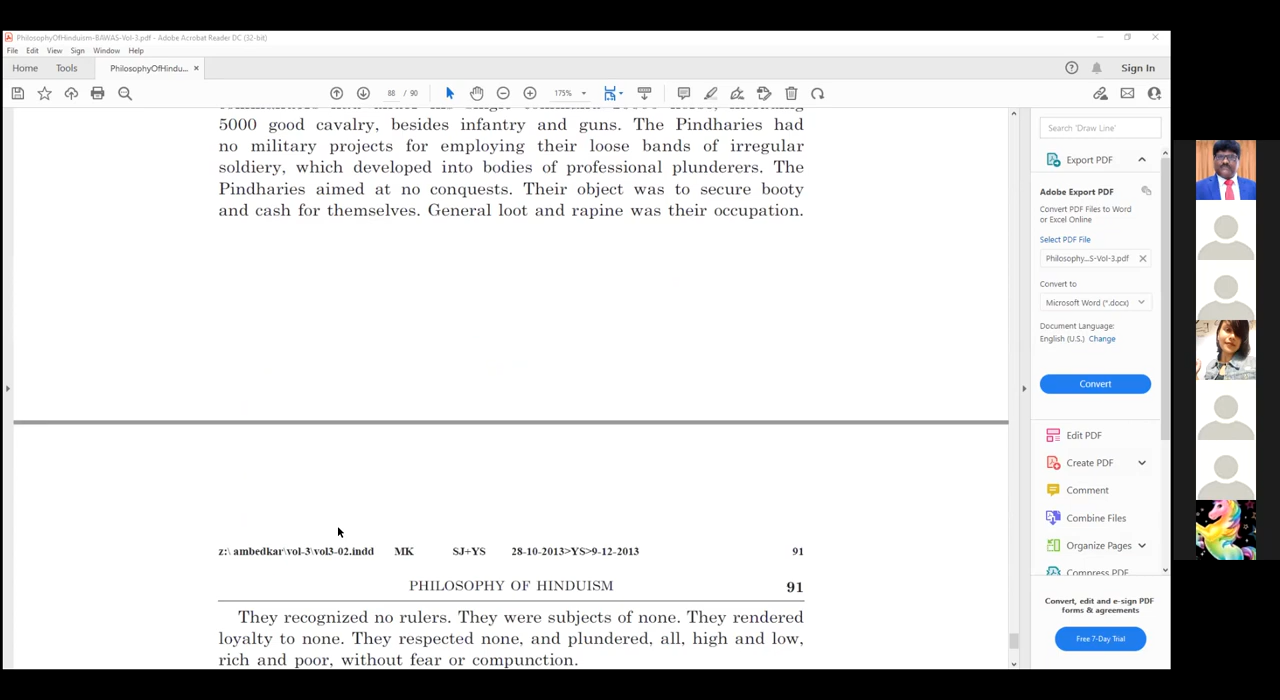 PhilosophyOfHinduism-BAWAS-Vol-3.pdf - Adobe Acrobat Reader DC (32-bit)
File Edit View Sign Window Help
Home Tools PhilosophyOfHindu... × Sign In
88 / 90 175%
5000 good cavalry, besides infantry and guns. The Pindharies had
no military projects for employing their loose bands of irregular
soldiery, which developed into bodies of professional plunderers. The
Pindharies aimed at no conquests. Their object was to secure booty
and cash for themselves. General loot and rapine was their occupation.
z:\ ambedkar\vol-3\vol3-02.indd MK SJ+YS 28-10-2013>YS>9-12-2013 91
PHILOSOPHY OF HINDUISM 91
They recognized no rulers. They were subjects of none. They rendered
loyalty to none. They respected none, and plundered, all, high and low,
rich and poor, without fear or compunction.
Search 'Draw Line'
Export PDF
Adobe Export PDF
Convert PDF Files to Word
or Excel Online
Select PDF File
Philosophy...S-Vol-3.pdf
Convert to
Microsoft Word (*.docx)
Document Language:
English (U.S.) Change
Convert
Edit PDF
Create PDF
Comment
Combine Files
Organize Pages
Compress PDF
Convert, edit and e-sign PDF
forms & agreements
Free 7-Day Trial